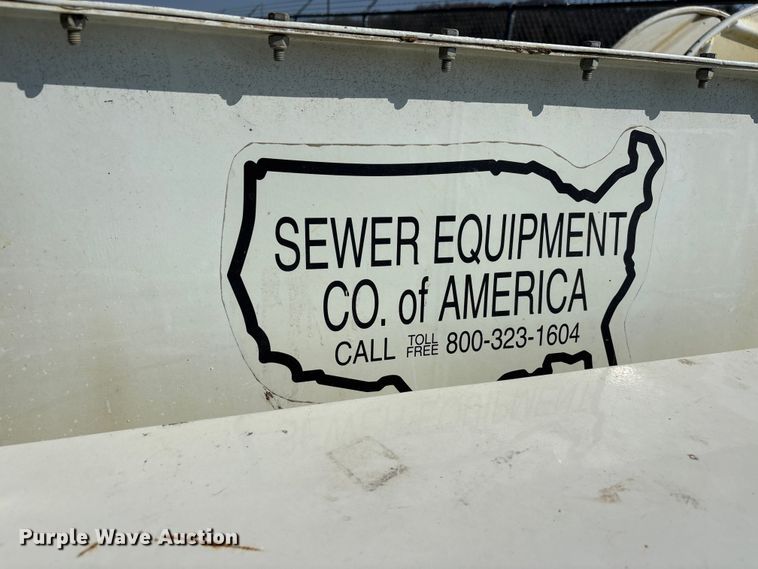 SEWER EQUIPMENT
CO. of AMERICA
CALL TOLL FREE 800-323-1604
Purple Wave Auction